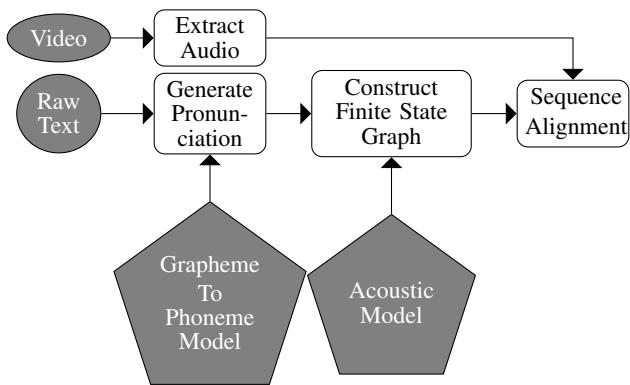 Video
Extract
Audio
Raw
Text
Generate
Pronun-
ciation
Construct
Finite State
Graph
Sequence
Alignment
Grapheme
To
Phoneme
Model
Acoustic
Model